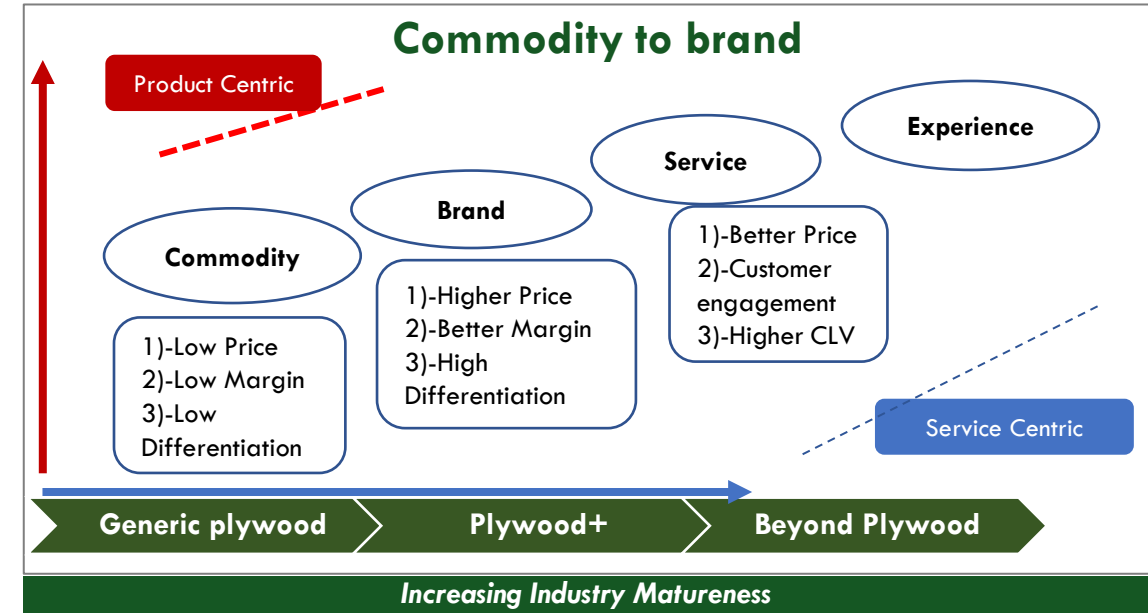 Commodity to brand
Product Centric
Experience
Service
Brand
Commodity
1)-Better Price
2)-Customer
engagement
3)-Higher CLV
1)-Higher Price
2)-Better Margin
3)-High
Differentiation
1)-Low Price
2)-Low Margin
3)-Low
Differentiation
Service Centric
Generic plywood
Plywood+
Beyond Plywood
Increasing Industry Matureness